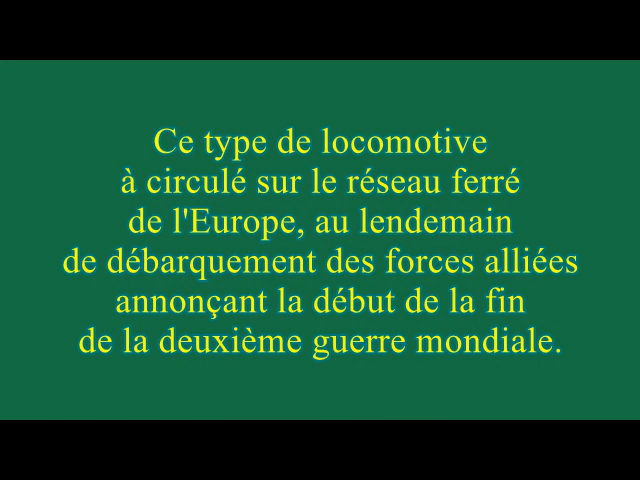 Ce type de locomotive
à circulé sur le réseau ferré
de l'Europe, au lendemain
de débarquement des forces alliées
annonçant la début de la fin
de la deuxième guerre mondiale.